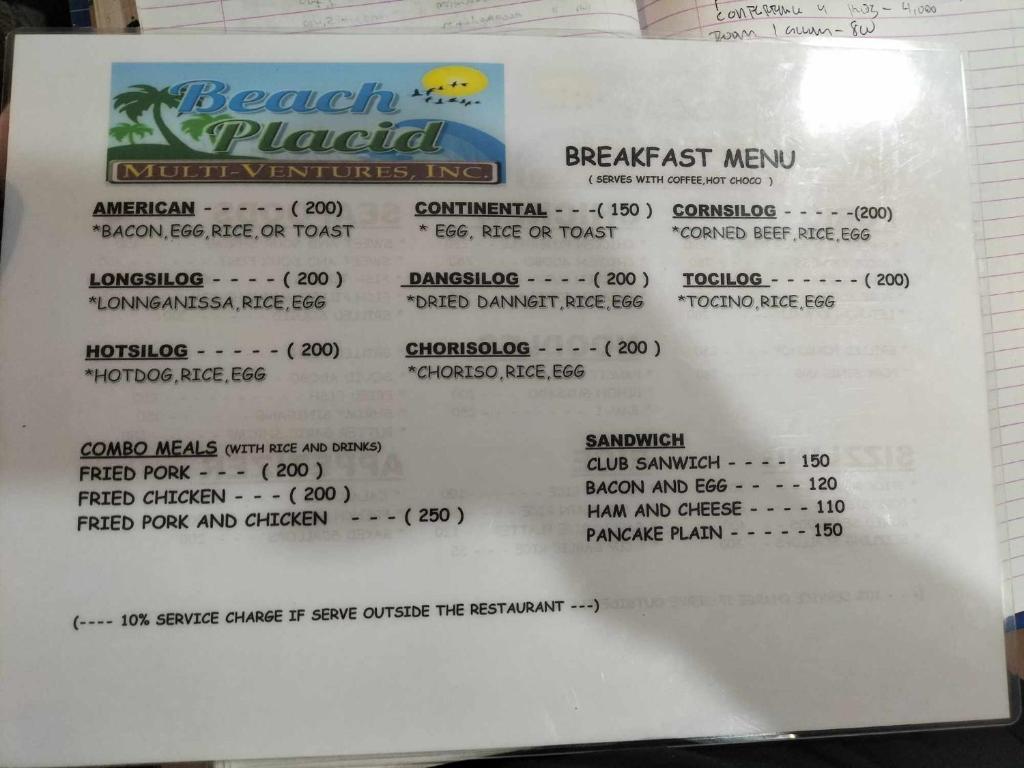 CONFERENCE
4,000
Beach
Placid
MULTI-VENTURES, INC.
BREAKFAST MENU
( SERVES WITH COFFEE,HOT CHOCO )
AMERICAN - - - - - ( 200)
*BACON,EGG,RICE,OR TOAST
CONTINENTAL - - -( 150 )
* EGG, RICE OR TOAST
CORNSILOG - - - - -(200)
*CORNED BEEF,RICE,EGG
LONGSILOG - - - - ( 200 )
*LONNGANISSA,RICE,EGG
DANGSILOG - - - - ( 200 )
*DRIED DANNGIT,RICE,EGG
TOCILOG - - - - - - ( 200)
*TOCINO,RICE,EGG
HOTSILOG - - - - - ( 200)
*HOTDOG,RICE,EGG
CHORISOLOG - - - - ( 200 )
*CHORISO,RICE,EGG
COMBO MEALS (WITH RICE AND DRINKS)
FRIED PORK - - - ( 200 )
FRIED CHICKEN - - - ( 200 )
FRIED PORK AND CHICKEN - - - ( 250 )
SANDWICH
CLUB SANWICH - - - - 150
BACON AND EGG - - - - - 120
HAM AND CHEESE - - - - 110
PANCAKE PLAIN - - - - - 150
(---- 10% SERVICE CHARGE IF SERVE OUTSIDE THE RESTAURANT ---)